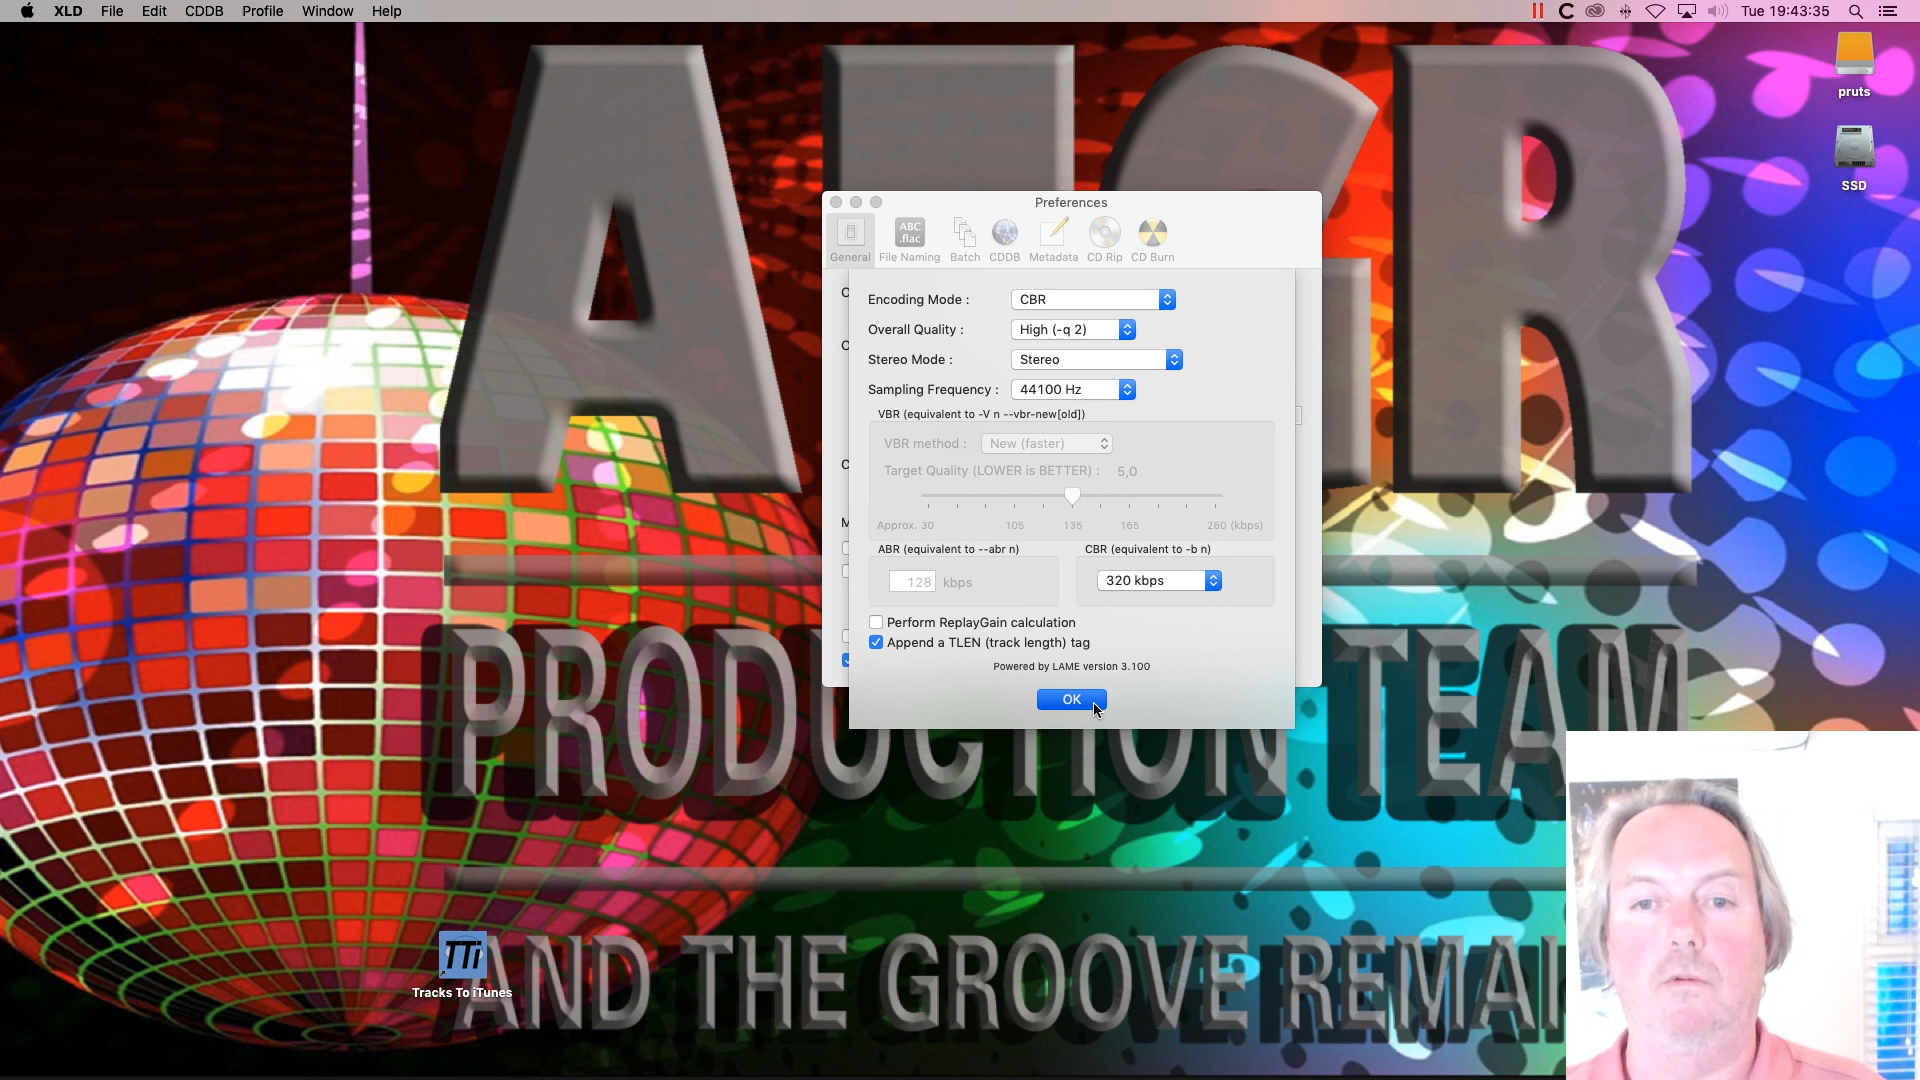 XLD File Edit CDDB Profile Window Help
Tue 19:43:35
pruts
SSD
Preferences
ABC
.flac
General File Naming Batch CDDB Metadata CD Rip CD Burn
Encoding Mode : CBR
Overall Quality : High (-q 2)
Stereo Mode : Stereo
Sampling Frequency : 44100 Hz
VBR (equivalent to -V n --vbr-new[old])
VBR method : New (faster)
Target Quality (LOWER is BETTER) : 5,0
Approx. 30 105 135 165 260 (kbps)
ABR (equivalent to --abr n) CBR (equivalent to -b n)
128 kbps 320 kbps
Perform ReplayGain calculation
Append a TLEN (track length) tag
Powered by LAME version 3.100
OK
PRODUCTION TEAM
AND THE GROOVE REMAI
TTi
Tracks To iTunes